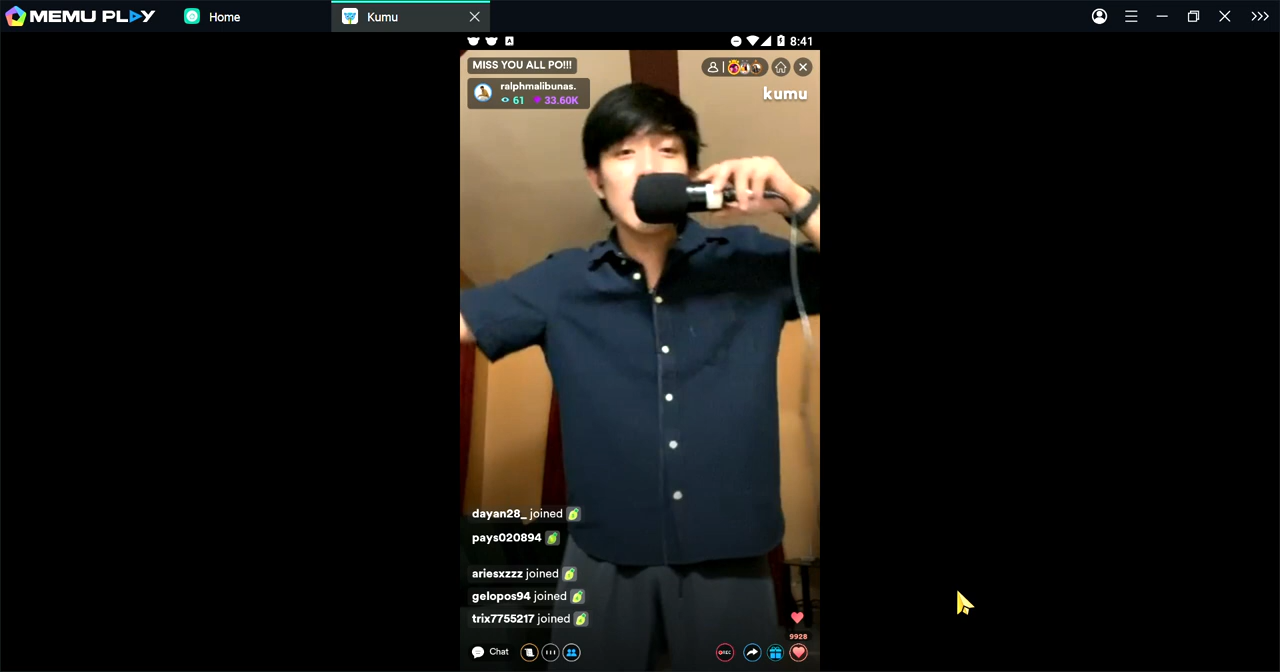 MEMU PLAY
Home
Kumu
8:41
MISS YOU ALL PO!!!
ralphmalibunas.
61 33.60K
kumu
dayan28_ joined
pays020894
ariesxzzz joined
gelopos94 joined
trix7755217 joined
9928
Chat
REC